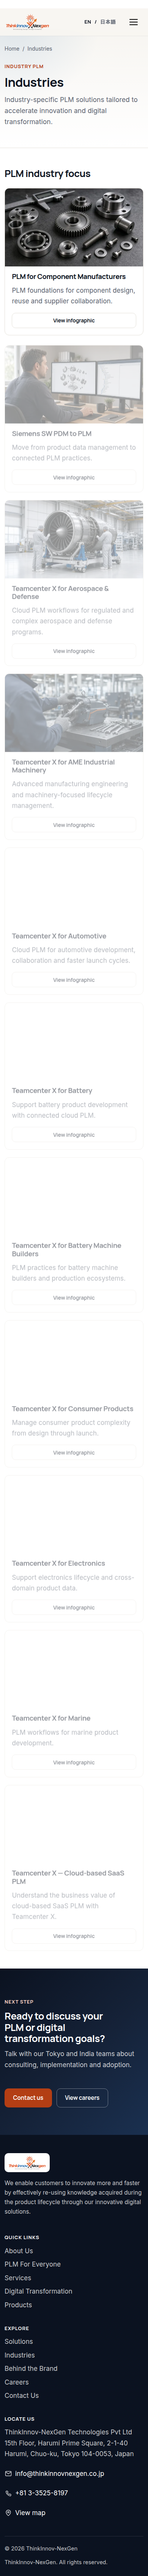 ThinkInnov-NexGen
EN / 日本語
Home / Industries
INDUSTRY PLM
Industries
Industry-specific PLM solutions tailored to
accelerate innovation and digital
transformation.
PLM industry focus
PLM for Component Manufacturers
PLM foundations for component design,
reuse and supplier collaboration.
View infographic
Siemens SW PDM to PLM
Move from product data management to
connected PLM practices.
View infographic
Teamcenter X for Aerospace &
Defense
Cloud PLM workflows for regulated and
complex aerospace and defense
programs.
View infographic
Teamcenter X for AME Industrial
Machinery
Advanced manufacturing engineering
and machinery-focused lifecycle
management.
View infographic
Teamcenter X for Automotive
Cloud PLM for automotive development,
collaboration and faster launch cycles.
View infographic
Teamcenter X for Battery
Support battery product development
with connected cloud PLM.
View infographic
Teamcenter X for Battery Machine
Builders
PLM practices for battery machine
builders and production ecosystems.
View infographic
Teamcenter X for Consumer Products
Manage consumer product complexity
from design through launch.
View infographic
Teamcenter X for Electronics
Support electronics lifecycle and cross-
domain product data.
View infographic
Teamcenter X for Marine
PLM workflows for marine product
development.
View infographic
Teamcenter X – Cloud-based SaaS
PLM
Understand the business value of
cloud-based SaaS PLM with
Teamcenter X.
View infographic
NEXT STEP
Ready to discuss your
PLM or digital
transformation goals?
Talk with our Tokyo and India teams about
consulting, implementation and adoption.
Contact us
View careers
ThinkInnov-NexGen
We enable customers to innovate more and faster
by effectively re-using knowledge acquired during
the product lifecycle through our innovative digital
solutions.
QUICK LINKS
About Us
PLM For Everyone
Services
Digital Transformation
Products
EXPLORE
Solutions
Industries
Behind the Brand
Careers
Contact Us
LOCATE US
ThinkInnov-NexGen Technologies Pvt Ltd
15th Floor, Harumi Prime Square, 2-1-40
Harumi, Chuo-ku, Tokyo 104-0053, Japan
info@thinkinnovnexgen.co.jp
+81 3-3525-8197
View map
© 2026 ThinkInnov-NexGen
ThinkInnov-NexGen. All rights reserved.